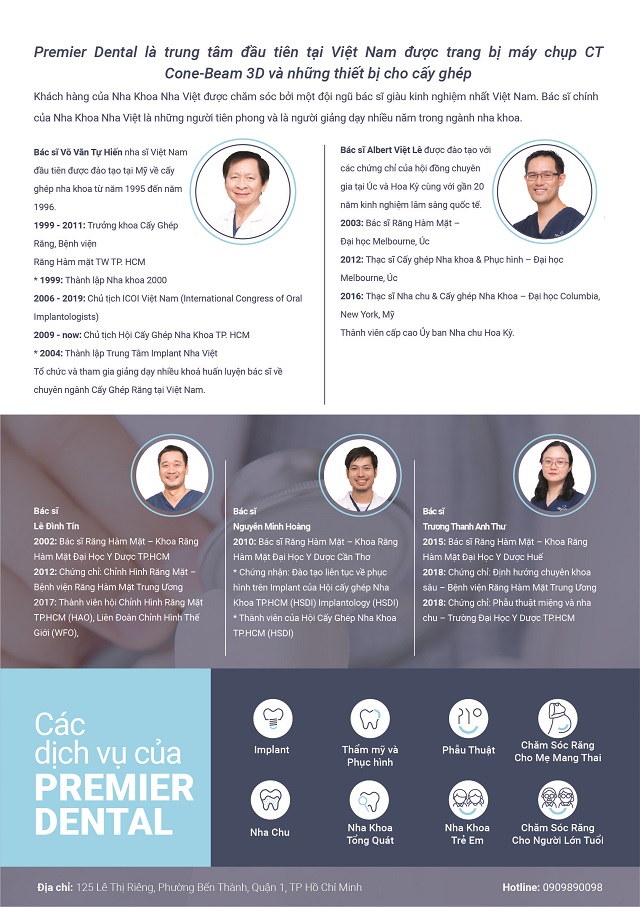 Premier Dental là trung tâm đầu tiên tại Việt Nam được trang bị máy chụp CT
Cone-Beam 3D và những thiết bị cho cấy ghép
Khách hàng của Nha Khoa Nha Việt được chăm sóc bởi một đội ngũ bác sĩ giàu kinh nghiệm nhất Việt Nam. Bác sĩ chính
của Nha Khoa Nha Việt là những người tiên phong và là người giảng dạy nhiều năm trong ngành nha khoa.
Bác sĩ Võ Văn Tự Hiến nha sĩ Việt Nam
đầu tiên được đào tạo tại Mỹ về cấy
ghép nha khoa từ năm 1995 đến năm
1996.
1999 - 2011: Trưởng khoa Cấy Ghép
Răng, Bệnh viện
Răng Hàm mặt TW TP. HCM
* 1999: Thành lập Nha khoa 2000
2006 - 2019: Chủ tịch ICOI Việt Nam (International Congress of Oral
Implantologists)
2009 - now: Chủ tịch Hội Cấy Ghép Nha Khoa TP. HCM
* 2004: Thành lập Trung Tâm Implant Nha Việt
Tổ chức và tham gia giảng dạy nhiều khoá huấn luyện bác sĩ về
chuyên ngành Cấy Ghép Răng tại Việt Nam.
Bác sĩ Albert Việt Lê được đào tạo với
các chứng chỉ của hội đồng chuyên
gia tại Úc và Hoa Kỳ cùng với gần 20
năm kinh nghiệm lâm sàng quốc tế.
2003: Bác sĩ Răng Hàm Mặt –
Đại học Melbourne, Úc
2012: Thạc sĩ Cấy ghép Nha khoa & Phục hình – Đại học
Melbourne, Úc
2016: Thạc sĩ Nha chu & Cấy ghép Nha Khoa – Đại học Columbia,
New York, Mỹ
Thành viên cấp cao Ủy ban Nha chu Hoa Kỳ.
Bác sĩ
Lê Đình Tín
2002: Bác sĩ Răng Hàm Mặt – Khoa Răng
Hàm Mặt Đại Học Y Dược TP.HCM
2012: Chứng chỉ: Chỉnh Hình Răng Mặt –
Bệnh viện Răng Hàm Mặt Trung Ương
2017: Thành viên hội Chỉnh Hình Răng Mặt
TP.HCM (HAO), Liên Đoàn Chỉnh Hình Thế
Giới (WFO),
Bác sĩ
Nguyễn Minh Hoàng
2010: Bác sĩ Răng Hàm Mặt – Khoa Răng
Hàm Mặt Đại Học Y Dược Cần Thơ
* Chứng nhận: Đào tạo liên tục về phục
hình trên Implant của Hội cấy ghép Nha
Khoa TP.HCM (HSDI) Implantology (HSDI)
* Thành viên của Hội Cấy Ghép Nha Khoa
TP.HCM (HSDI)
Bác sĩ
Trương Thanh Anh Thư
2015: Bác sĩ Răng Hàm Mặt – Khoa Răng
Hàm Mặt Đại Học Y Dược Huế
2018: Chứng chỉ: Định hướng chuyên khoa
sâu – Bệnh viện Răng Hàm Mặt Trung Ương
2018: Chứng chỉ: Phẫu thuật miệng và nha
chu – Trường Đại Học Y Dược TP.HCM
Các
dịch vụ của
PREMIER
DENTAL
Implant
Thẩm mỹ và
Phục hình
Phẫu Thuật
Chăm Sóc Răng
Cho Mẹ Mang Thai
Nha Chu
Nha Khoa
Tổng Quát
Nha Khoa
Trẻ Em
Chăm Sóc Răng
Cho Người Lớn Tuổi
Địa chỉ: 125 Lê Thị Riêng, Phường Bến Thành, Quận 1, TP Hồ Chí Minh
Hotline: 0909890098